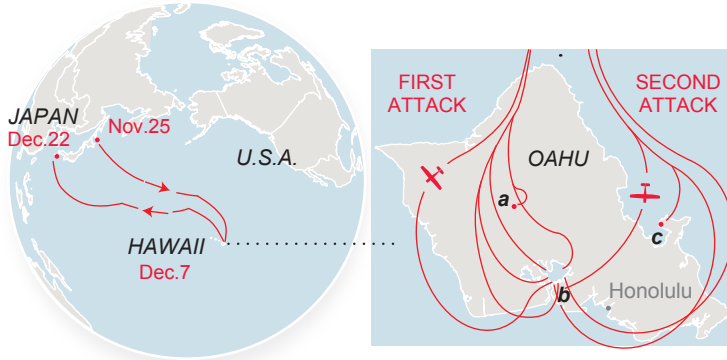 JAPAN
Dec.22
Nov.25
U.S.A.
HAWAII
Dec.7
FIRST
ATTACK
SECOND
ATTACK
OAHU
a
c
b
Honolulu